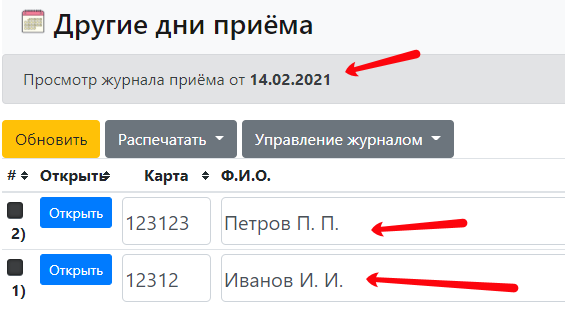 Другие дни приёма
Просмотр журнала приёма от 14.02.2021
Обновить Распечатать Управление журналом
# Открыть Карта Ф.И.О.
2) Открыть 123123 Петров П. П.
1) Открыть 12312 Иванов И. И.